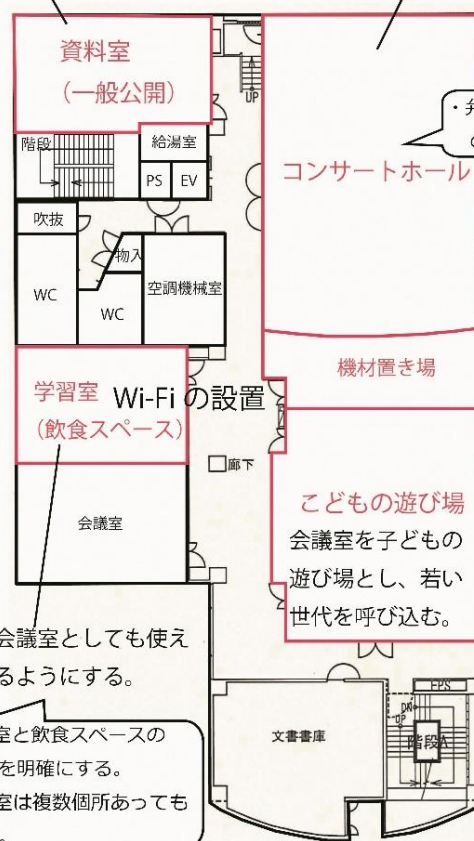 資料室
（一般公開）
UP
階段
給湯室
PS
EV
コンサートホール
吹抜
物入
WC
WC
空調機械室
機材置き場
学習室
（飲食スペース）
Wi-Fi の設置
廊下
会議室
こどもの遊び場
会議室を子どもの
遊び場とし、若い
世代を呼び込む。
会議室としても使え
るようにする。
EPS
DN
UP
階段A
文書書庫
室と飲食スペースの
を明確にする。
室は複数個所あっても